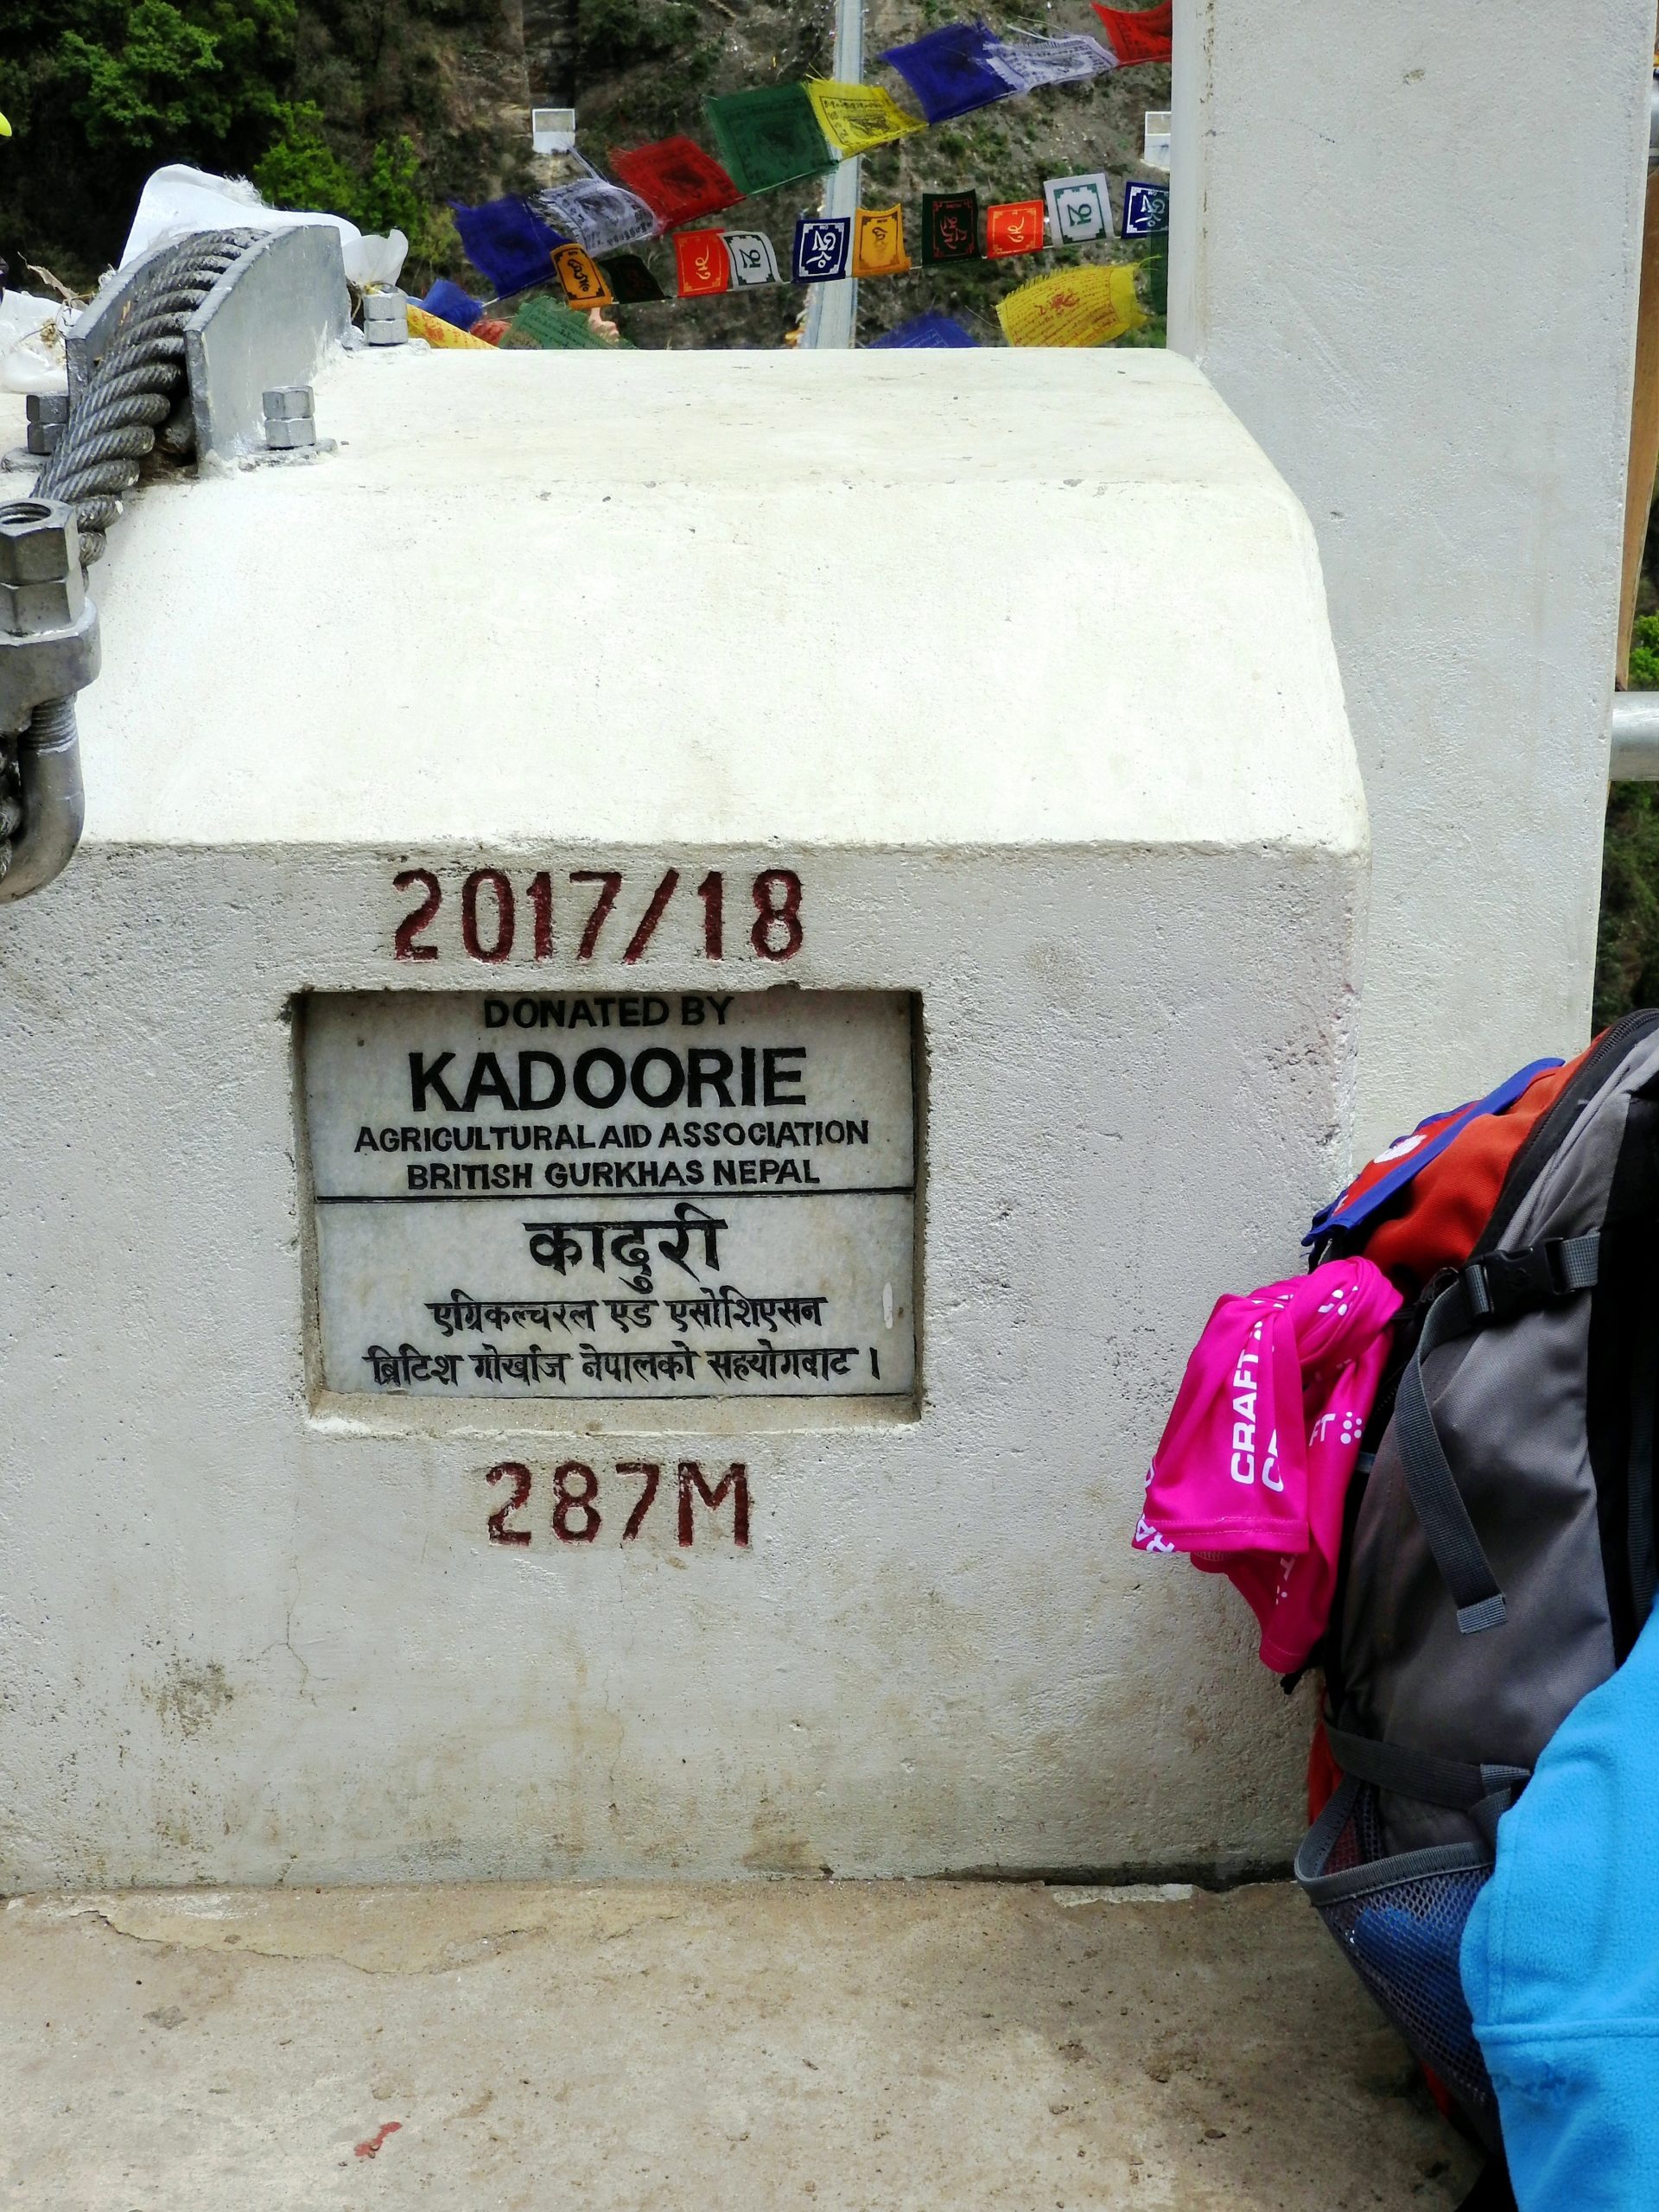 2017/18
DONATED BY
KADOORIE
AGRICULTURAL AID ASSOCIATION
BRITISH GURKHAS NEPAL
कादुरी
एग्रिकल्चरल एड एसोशिएसन
ब्रिटिश गोर्खाज नेपालको सहयोगबाट ।
287M
CRAFT